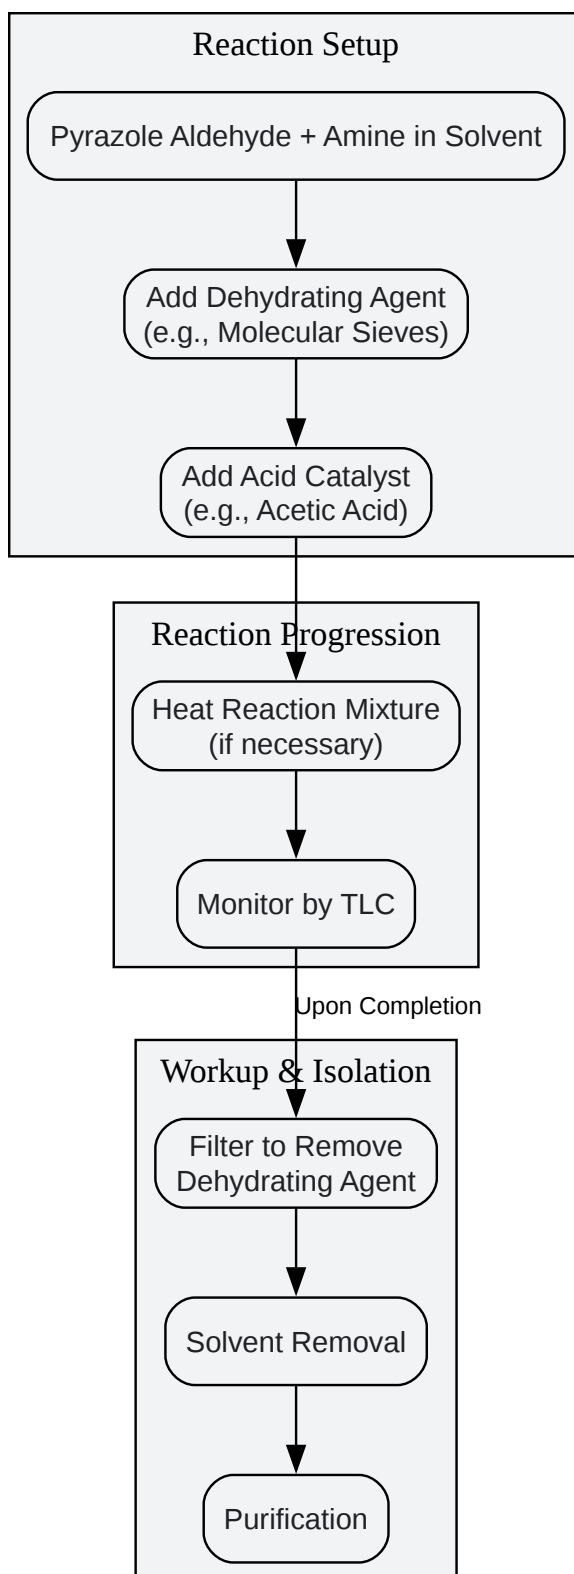 Reaction Setup
Pyrazole Aldehyde + Amine in Solvent
Add Dehydrating Agent
(e.g., Molecular Sieves)
Add Acid Catalyst
(e.g., Acetic Acid)
Reaction Progression
Heat Reaction Mixture
(if necessary)
Monitor by TLC
Upon Completion
Workup & Isolation
Filter to Remove
Dehydrating Agent
Solvent Removal
Purification